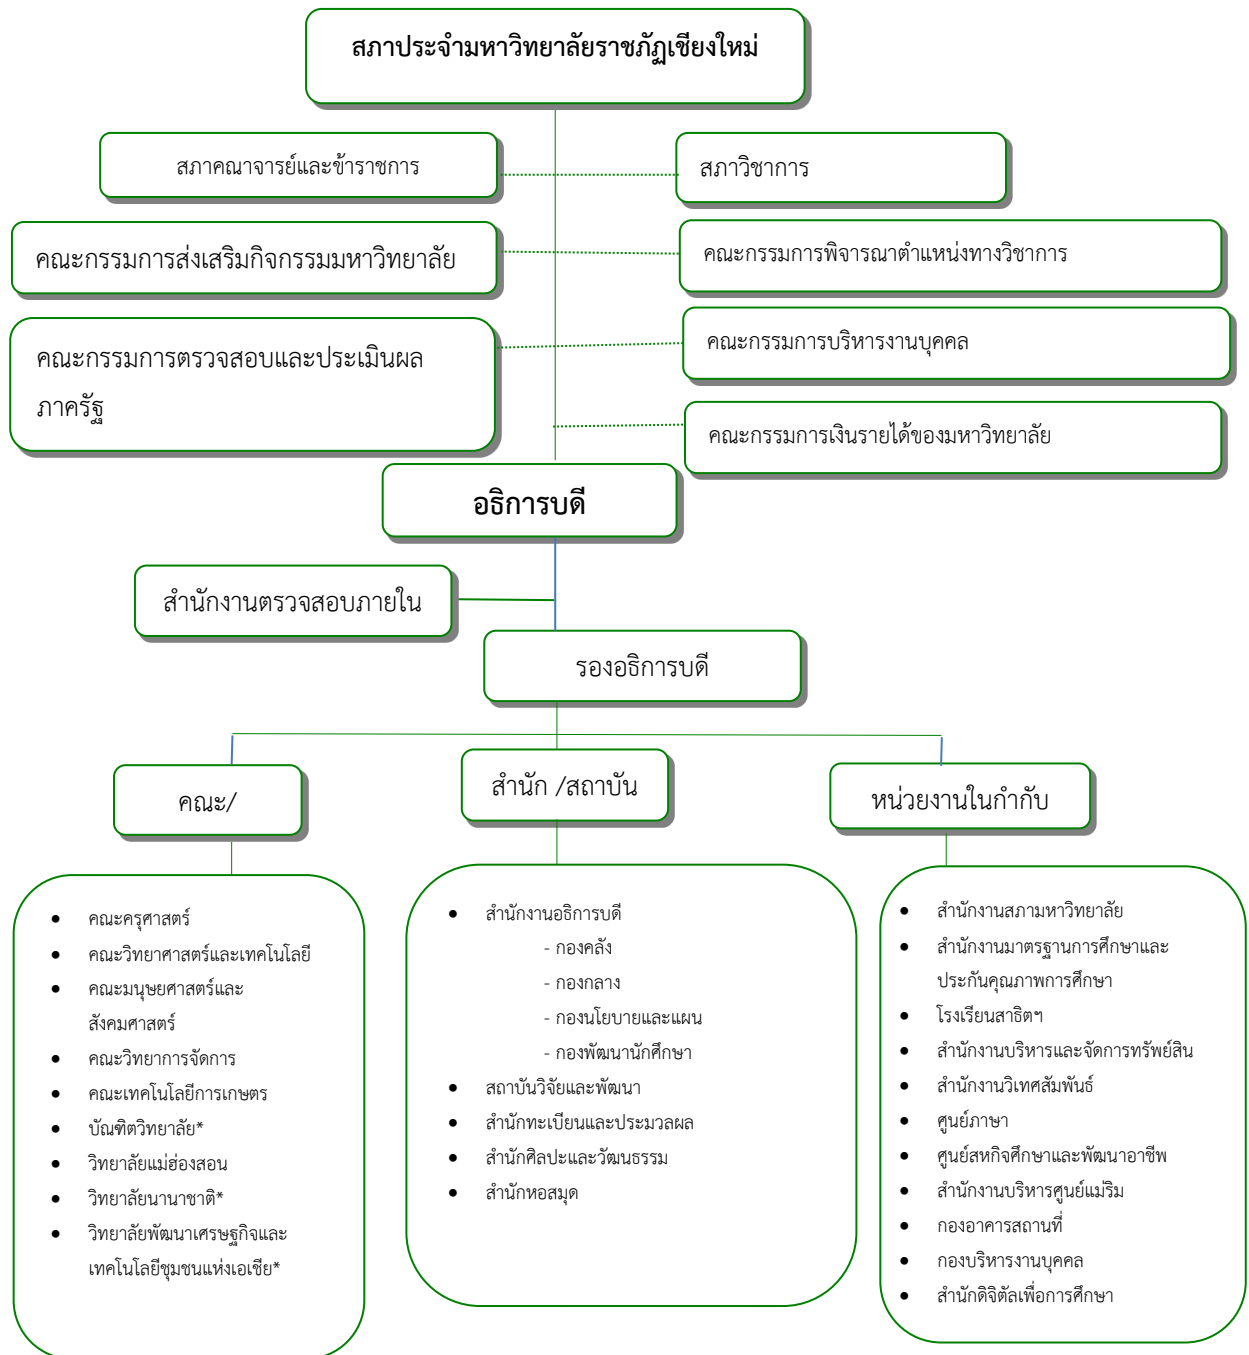 สภาประจำมหาวิทยาลัยราชภัฏเชียงใหม่
สภาคณาจารย์และข้าราชการ
สภาวิชาการ
คณะกรรมการส่งเสริมกิจกรรมมหาวิทยาลัย
คณะกรรมการพิจารณาตำแหน่งทางวิชาการ
คณะกรรมการตรวจสอบและประเมินผล
ภาครัฐ
คณะกรรมการบริหารงานบุคคล
คณะกรรมการเงินรายได้ของมหาวิทยาลัย
อธิการบดี
สำนักงานตรวจสอบภายใน
รองอธิการบดี
คณะ/
สำนัก /สถาบัน
หน่วยงานในกำกับ
• คณะครุศาสตร์
• คณะวิทยาศาสตร์และเทคโนโลยี
• คณะมนุษยศาสตร์และ
สังคมศาสตร์
• คณะวิทยาการจัดการ
• คณะเทคโนโลยีการเกษตร
• บัณฑิตวิทยาลัย*
• วิทยาลัยแม่ฮ่องสอน
• วิทยาลัยนานาชาติ*
• วิทยาลัยพัฒนาเศรษฐกิจและ
เทคโนโลยีชุมชนแห่งเอเชีย*
• สำนักงานอธิการบดี
- กองคลัง
- กองกลาง
- กองนโยบายและแผน
- กองพัฒนานักศึกษา
• สถาบันวิจัยและพัฒนา
• สำนักทะเบียนและประมวลผล
• สำนักศิลปะและวัฒนธรรม
• สำนักหอสมุด
• สำนักงานสภามหาวิทยาลัย
• สำนักงานมาตรฐานการศึกษาและ
ประกันคุณภาพการศึกษา
• โรงเรียนสาธิตฯ
• สำนักงานบริหารและจัดการทรัพย์สิน
• สำนักงานวิเทศสัมพันธ์
• ศูนย์ภาษา
• ศูนย์สหกิจศึกษาและพัฒนาอาชีพ
• สำนักงานบริหารศูนย์แม่ริม
• กองอาคารสถานที่
• กองบริหารงานบุคคล
• สำนักดิจิตัลเพื่อการศึกษา